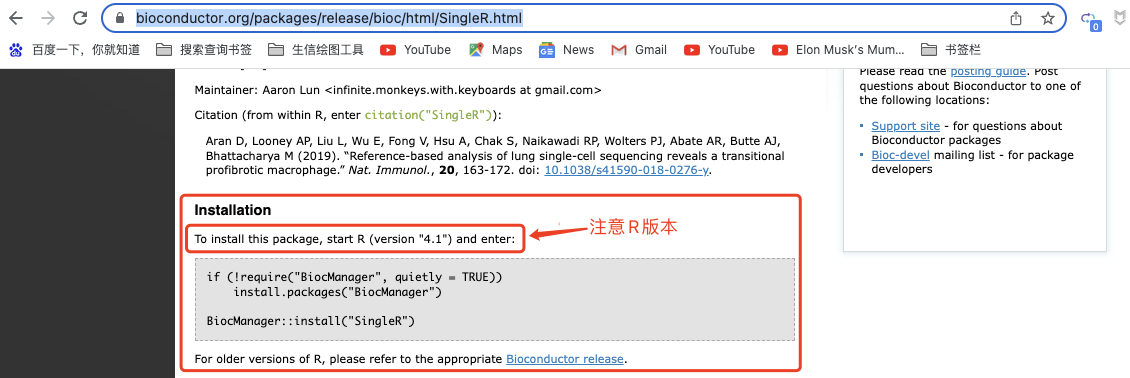 bioconductor.org/packages/release/bioc/html/SingleR.html
0
百度一下，你就知道
搜索查询书签
生信绘图工具
YouTube
Maps
News
Gmail
YouTube
Elon Musk's Mum…
书签栏
Maintainer: Aaron Lun <infinite.monkeys.with.keyboards at gmail.com>
Citation (from within R, enter citation("SingleR")):
Aran D, Looney AP, Liu L, Wu E, Fong V, Hsu A, Chak S, Naikawadi RP, Wolters PJ, Abate AR, Butte AJ,
Bhattacharya M (2019). “Reference-based analysis of lung single-cell sequencing reveals a transitional
profibrotic macrophage.” Nat. Immunol., 20, 163-172. doi: 10.1038/s41590-018-0276-y.
Installation
To install this package, start R (version "4.1") and enter:
注意R版本
if (!require("BiocManager", quietly = TRUE))
install.packages("BiocManager")
BiocManager::install("SingleR")
For older versions of R, please refer to the appropriate Bioconductor release.
Please read the posting guide. Post
questions about Bioconductor to one of
the following locations:
• Support site - for questions about
Bioconductor packages
• Bioc-devel mailing list - for package
developers